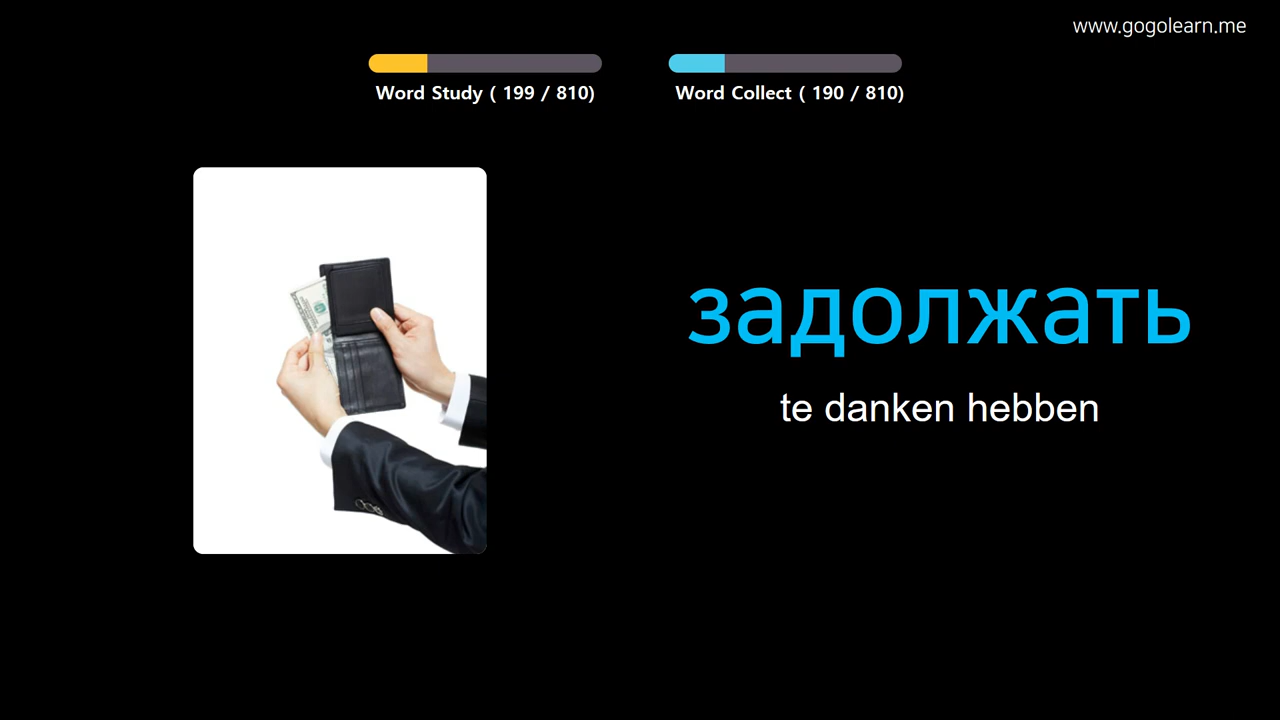 www.gogolearn.me
Word Study ( 199 / 810)
Word Collect ( 190 / 810)
задолжать
te danken hebben